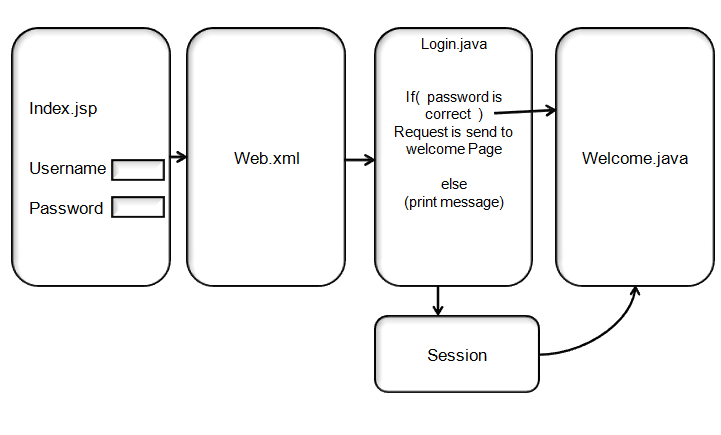 Index.jsp
Username
Password
Web.xml
Login.java
If( password is
correct )
Request is send to
welcome Page
else
(print message)
Welcome.java
Session